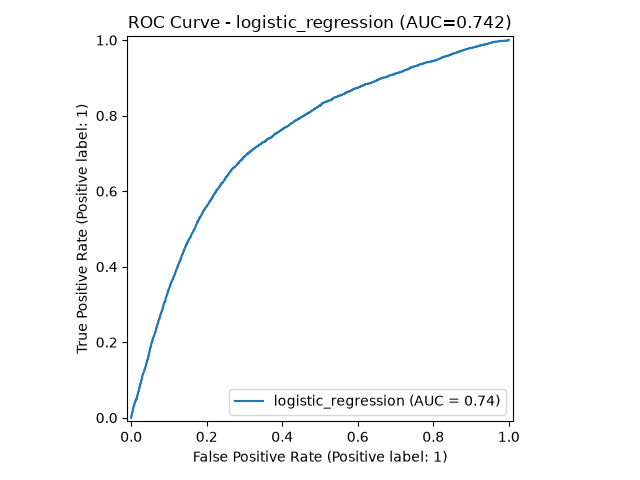 ROC Curve - logistic_regression (AUC=0.742)
1.0
0.8
0.6
0.4
0.2
0.0
True Positive Rate (Positive label: 1)
logistic_regression (AUC = 0.74)
0.0 0.2 0.4 0.6 0.8 1.0
False Positive Rate (Positive label: 1)